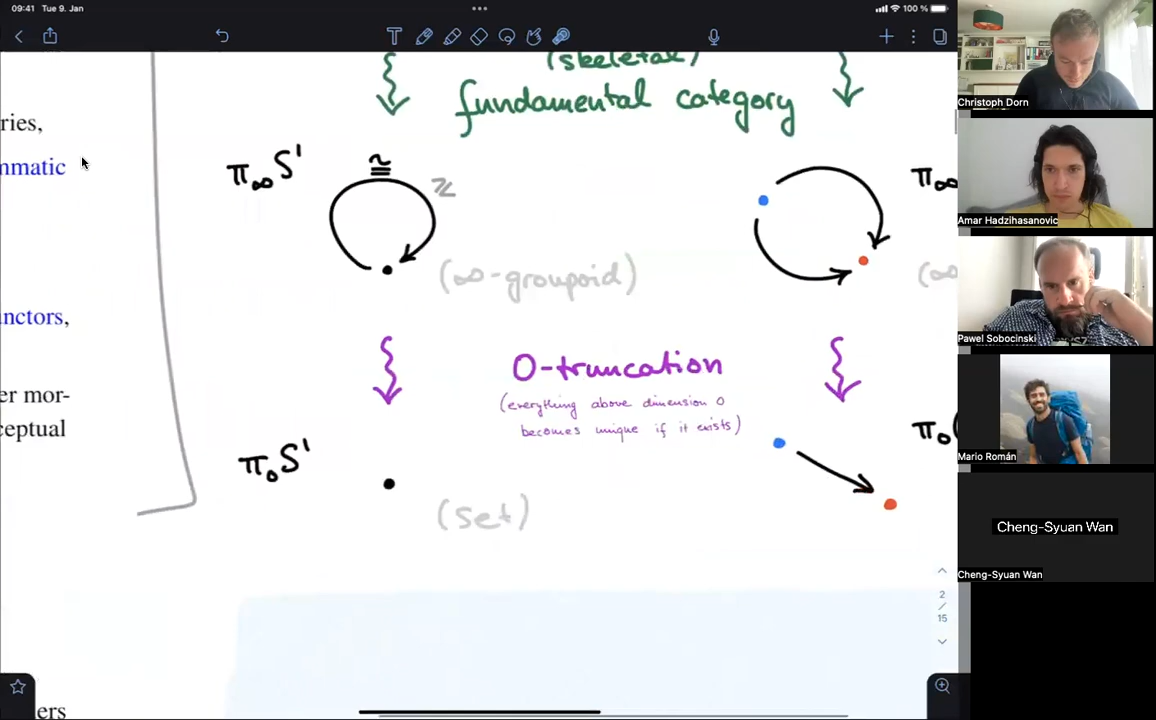 09:41 Tue 9. Jan
100 %
(skeletal)
fundamental category
ries,
mmatic
π∞S¹
≅
ℤ
π∞
(∞-groupoid)
(∞
nctors,
0-truncation
(everything above dimension 0
becomes unique if it exists)
er mor-
ceptual
π₀S¹
π₀(
(set)
2
/
15
ers
Christoph Dorn
Amar Hadzihasanovic
Pawel Sobocinski
Mario Román
Cheng-Syuan Wan
Cheng-Syuan Wan